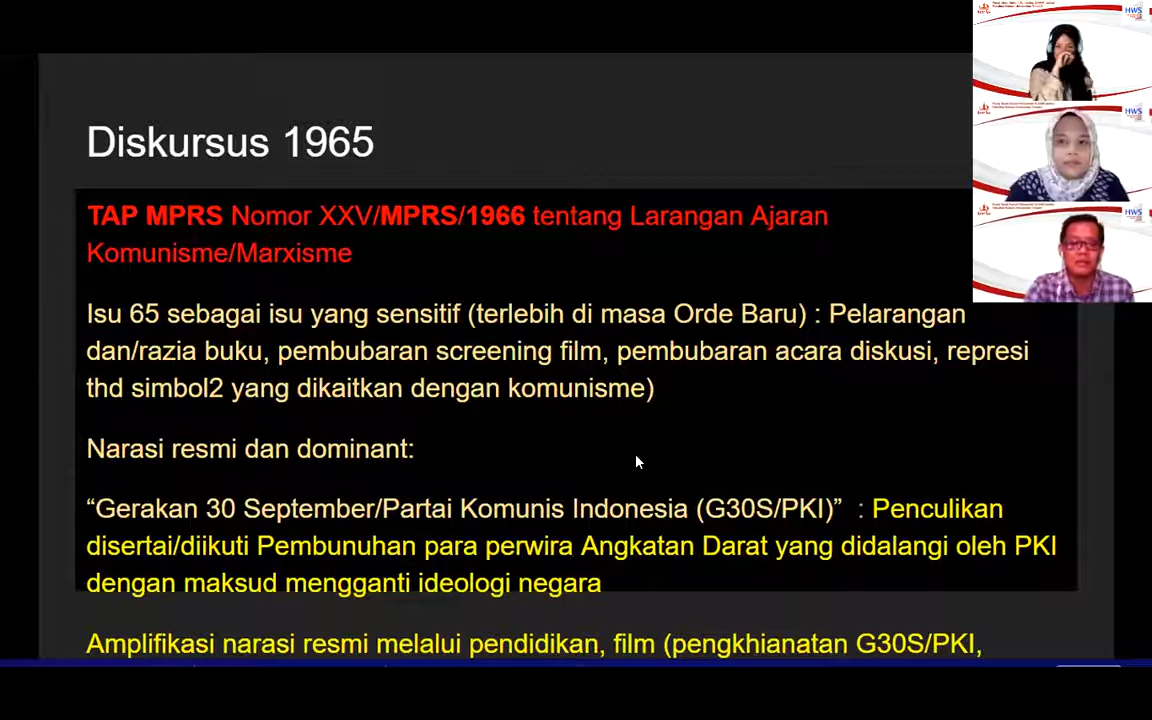 Diskursus 1965
TAP MPRS Nomor XXV/MPRS/1966 tentang Larangan Ajaran
Komunisme/Marxisme
Isu 65 sebagai isu yang sensitif (terlebih di masa Orde Baru) : Pelarangan
dan/razia buku, pembubaran screening film, pembubaran acara diskusi, represi
thd simbol2 yang dikaitkan dengan komunisme)
Narasi resmi dan dominant:
“Gerakan 30 September/Partai Komunis Indonesia (G30S/PKI)” : Penculikan
disertai/diikuti Pembunuhan para perwira Angkatan Darat yang didalangi oleh PKI
dengan maksud mengganti ideologi negara
Amplifikasi narasi resmi melalui pendidikan, film (pengkhianatan G30S/PKI,
HWS
HWS
HWS